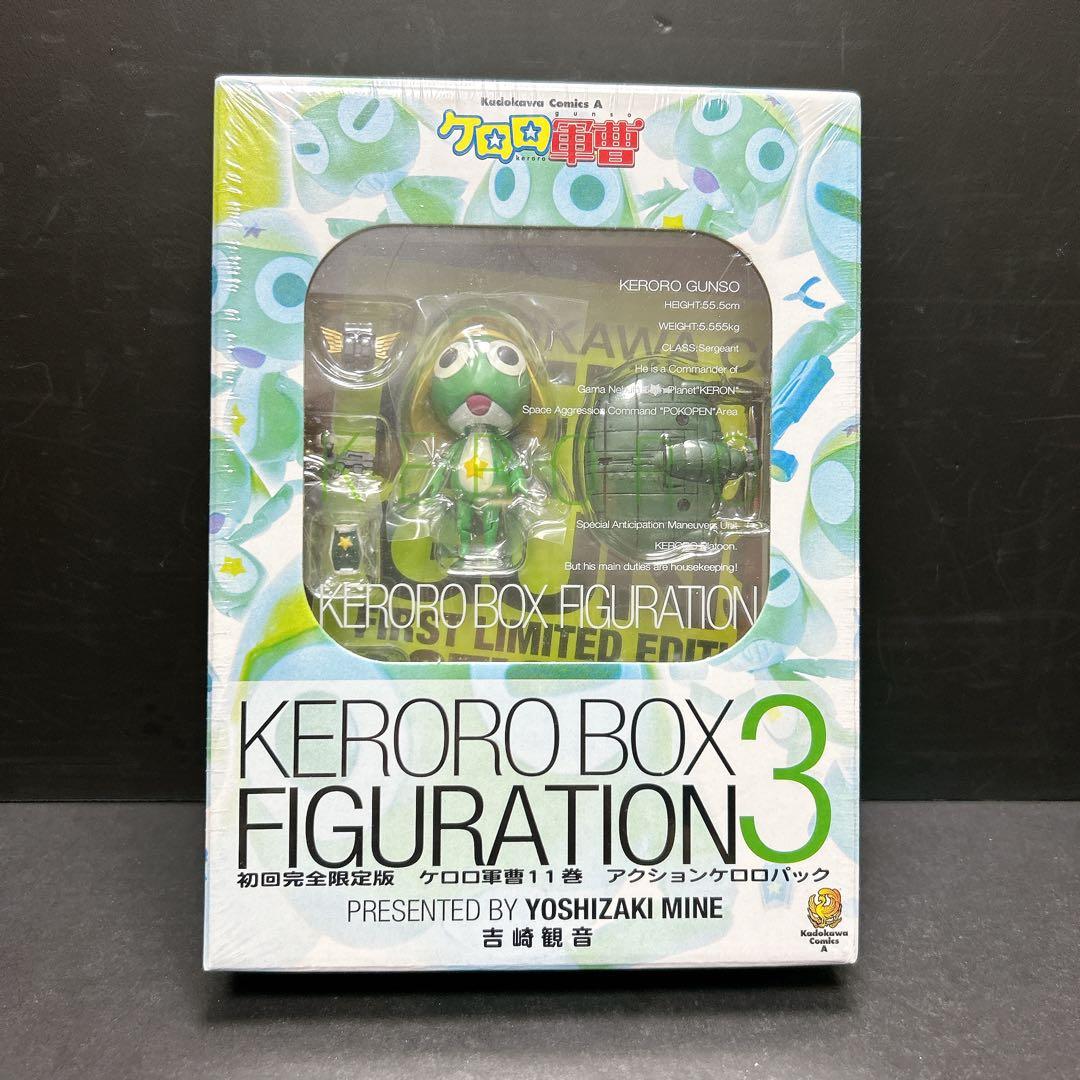 Kadokawa Comics A
gunso
ケロロ軍曹
keroro
KERORO GUNSO
HEIGHT:55.5cm
WEIGHT:5.555kg
CLASS:Sergeant
He is a Commander of
Planet"KERON"
Space Aggression Command "POKOPEN"Area
Special Anticipation Maneuvers Unit
KERORO Platoon.
But his main duties are housekeeping!
KERORO BOX FIGURATION
FIRST LIMITED EDITI
KERORO BOX
FIGURATION3
初回完全限定版 ケロロ軍曹11巻 アクションケロロパック
PRESENTED BY YOSHIZAKI MINE
吉崎観音
Kadokawa
Comics
A